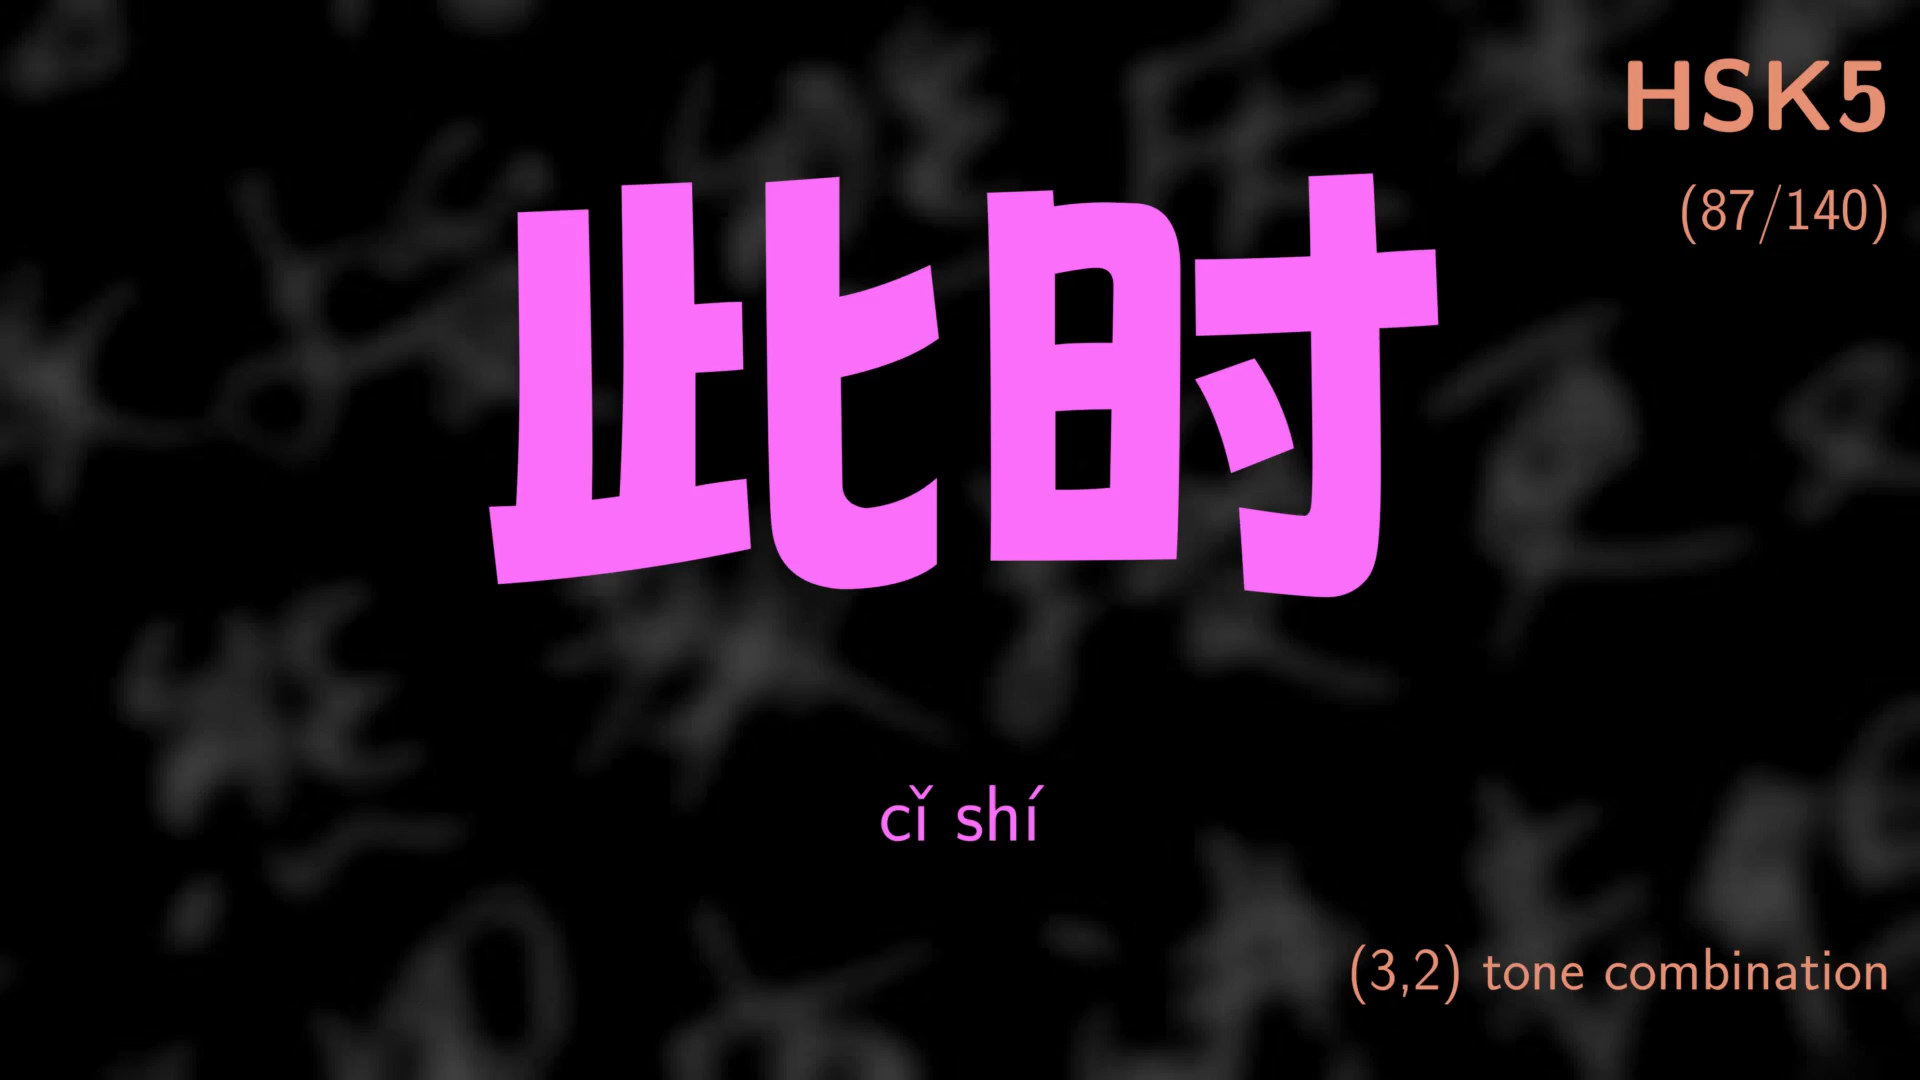 HSK5
(87/140)
此时
cǐ shí
(3,2) tone combination